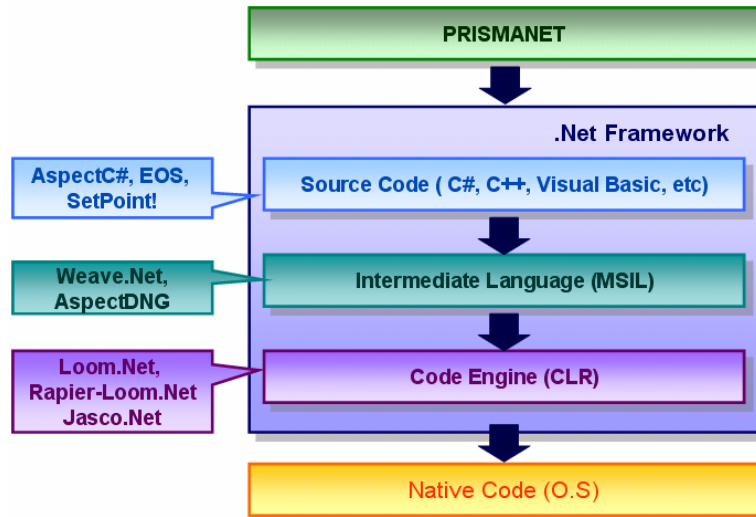 PRISMANET
.Net Framework
AspectC#, EOS,
SetPoint!
Source Code ( C#, C++, Visual Basic, etc)
Weave.Net,
AspectDNG
Intermediate Language (MSIL)
Loom.Net,
Rapier-Loom.Net
Jasco.Net
Code Engine (CLR)
Native Code (O.S)